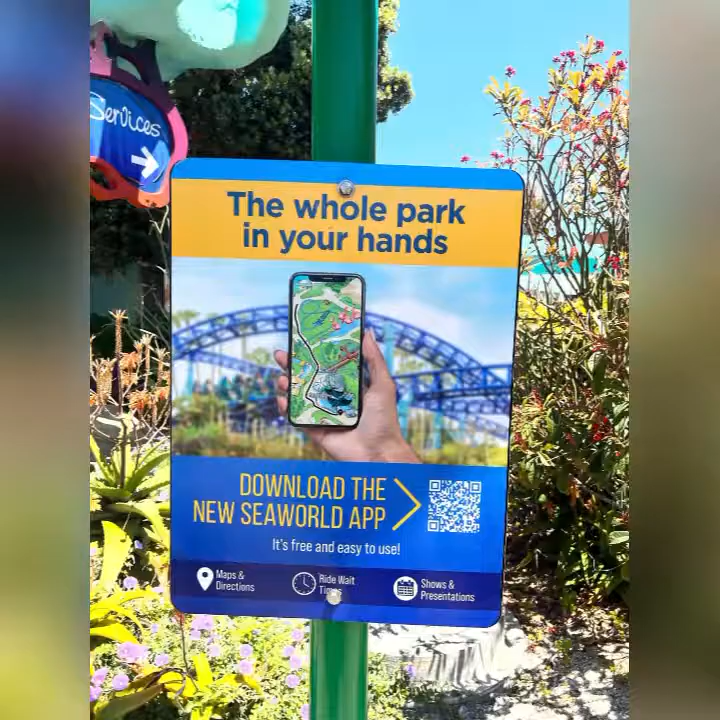 Services
The whole park
in your hands
DOWNLOAD THE
NEW SEAWORLD APP
It's free and easy to use!
Maps &
Directions
Ride Wait
Shows &
Presentations